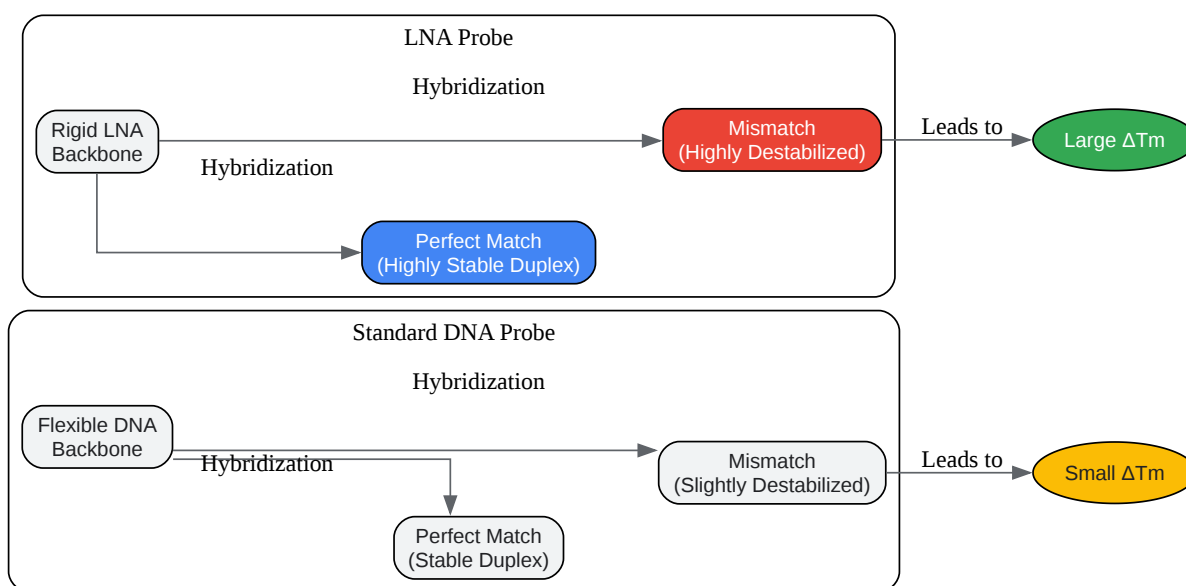 LNA Probe
Hybridization
Rigid LNA
Backbone
Mismatch
(Highly Destabilized)
Leads to
Large ΔTm
Hybridization
Perfect Match
(Highly Stable Duplex)
Standard DNA Probe
Hybridization
Flexible DNA
Backbone
Hybridization
Mismatch
(Slightly Destabilized)
Leads to
Small ΔTm
Perfect Match
(Stable Duplex)